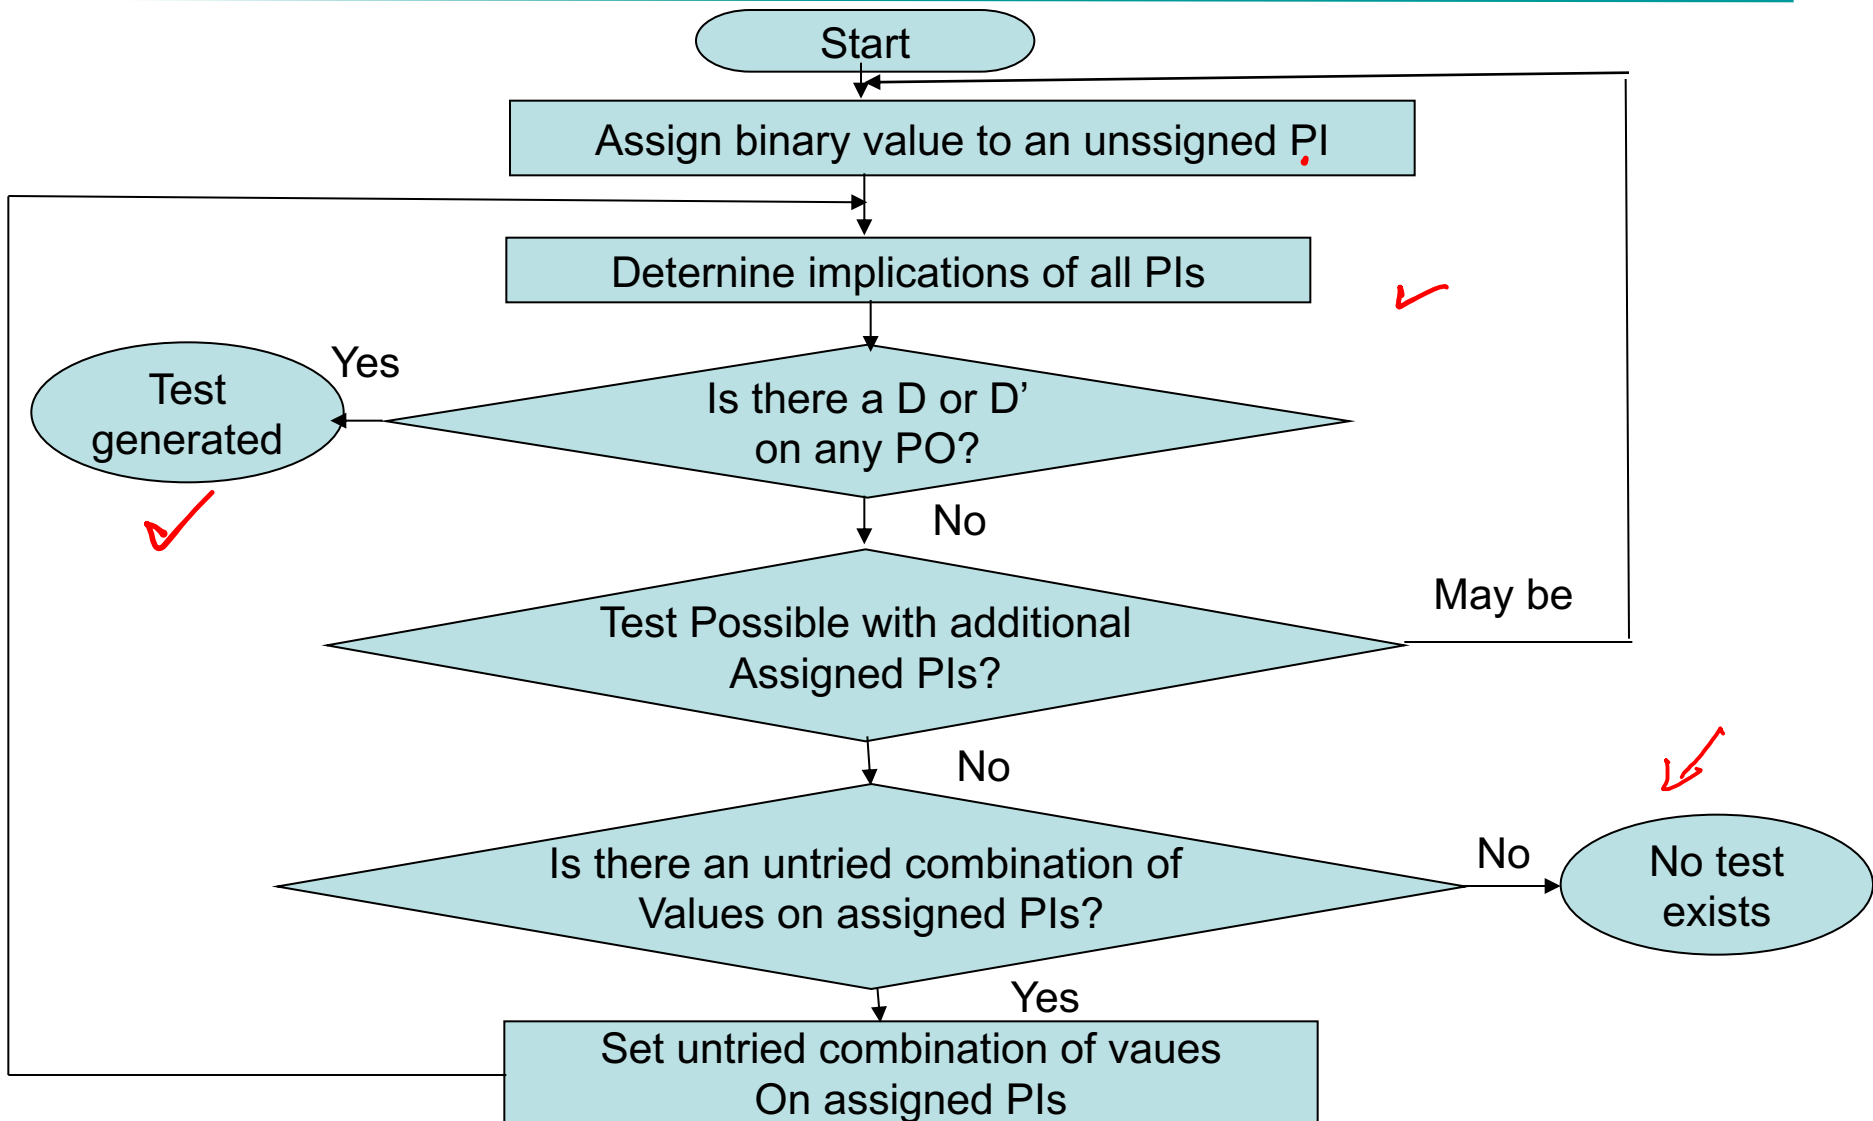 Start
Assign binary value to an unssigned PI
Deternine implications of all PIs
Yes
Test
generated
Is there a D or D’
on any PO?
No
Test Possible with additional
Assigned PIs?
May be
No
Is there an untried combination of
Values on assigned PIs?
No
No test
exists
Yes
Set untried combination of vaues
On assigned PIs